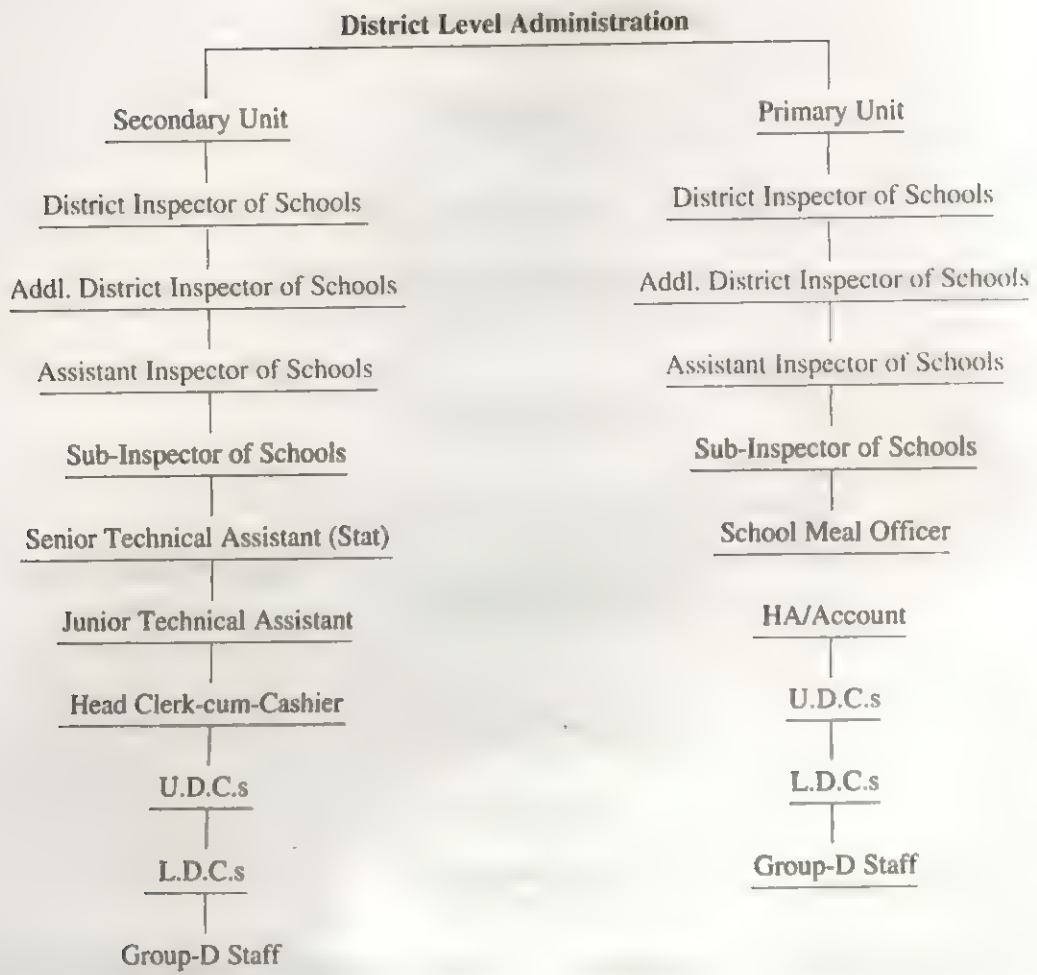 District Level Administration
Secondary Unit
District Inspector of Schools
Addl. District Inspector of Schools
Assistant Inspector of Schools
Sub-Inspector of Schools
Senior Technical Assistant (Stat)
Junior Technical Assistant
Head Clerk-cum-Cashier
U.D.C.s
L.D.C.s
Group-D Staff
Primary Unit
District Inspector of Schools
Addl. District Inspector of Schools
Assistant Inspector of Schools
Sub-Inspector of Schools
School Meal Officer
HA/Account
U.D.C.s
L.D.C.s
Group-D Staff